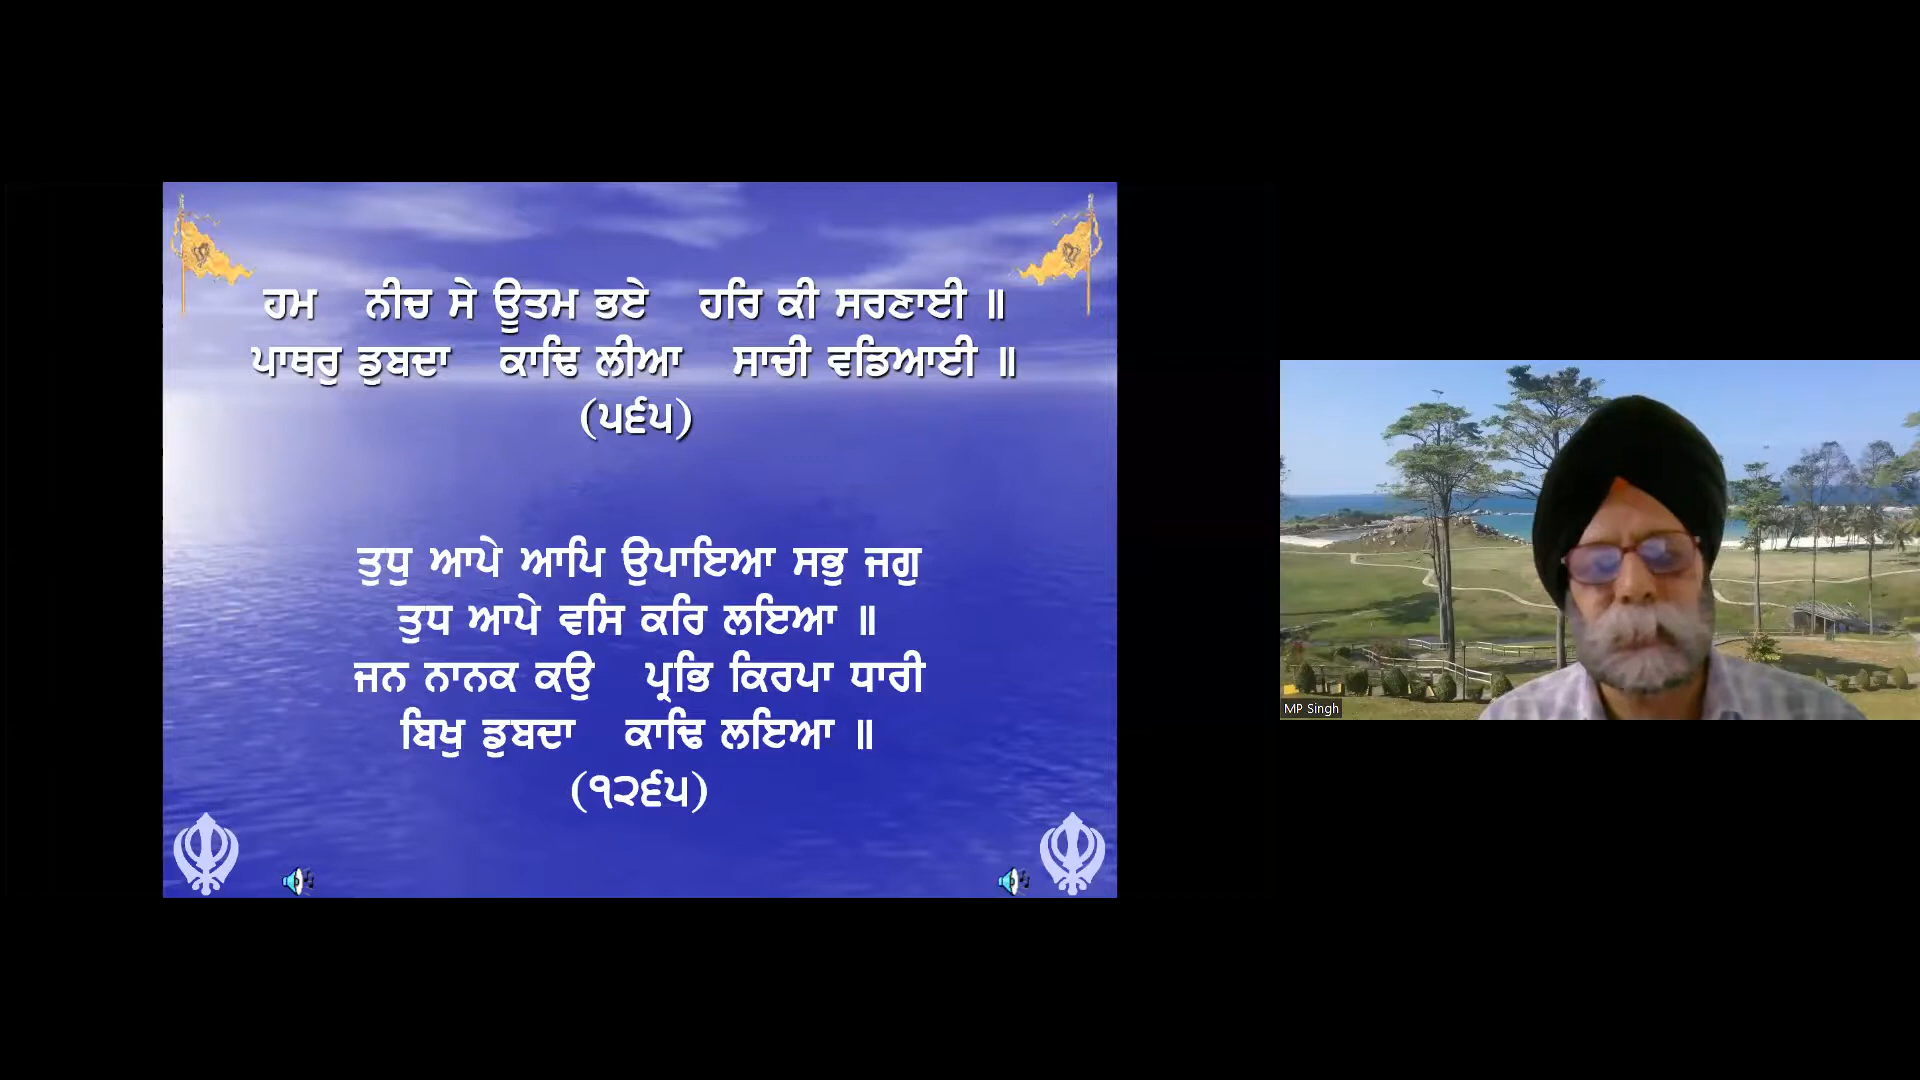 ਹਮ ਨੀਚ ਸੇ ਊਤਮ ਭਏ ਹਰਿ ਕੀ ਸਰਣਾਈ ॥
ਪਾਥਰੁ ਡੁਬਦਾ ਕਾਢਿ ਲੀਆ ਸਾਚੀ ਵਡਿਆਈ ॥
(੫੬੫)
ਤੁਧੁ ਆਪੇ ਆਪਿ ਉਪਾਇਆ ਸਭੁ ਜਗੁ
ਤੁਧ ਆਪੇ ਵਸਿ ਕਰਿ ਲਇਆ ॥
ਜਨ ਨਾਨਕ ਕਉ ਪ੍ਰਭਿ ਕਿਰਪਾ ਧਾਰੀ
ਬਿਖੁ ਡੁਬਦਾ ਕਾਢਿ ਲਇਆ ॥
(੧੨੬੫)
MP Singh